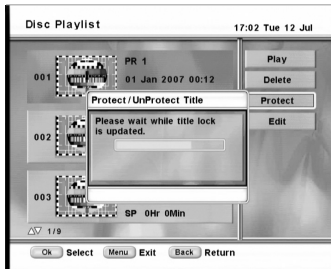 Disc Playlist
17:02 Tue 12 Jul
PR 1
001
01 Jan 2007 00:12
Play
Delete
Protect
Edit
Protect/UnProtect Title
Please wait while title lock
is updated.
002
003
SP 0Hr 0Min
1/9
Ok Select Menu Exit Back Return